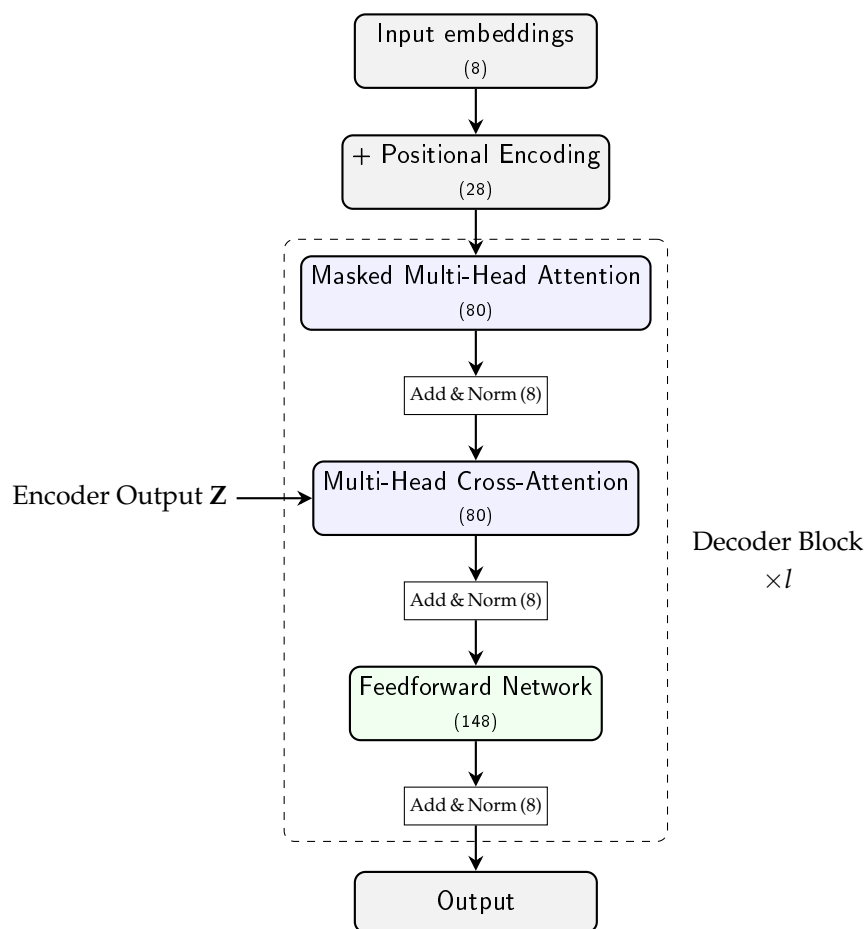 Input embeddings
(8)
+ Positional Encoding
(28)
Masked Multi-Head Attention
(80)
Add & Norm (8)
Encoder Output Z
Multi-Head Cross-Attention
(80)
Decoder Block
×l
Add & Norm (8)
Feedforward Network
(148)
Add & Norm (8)
Output